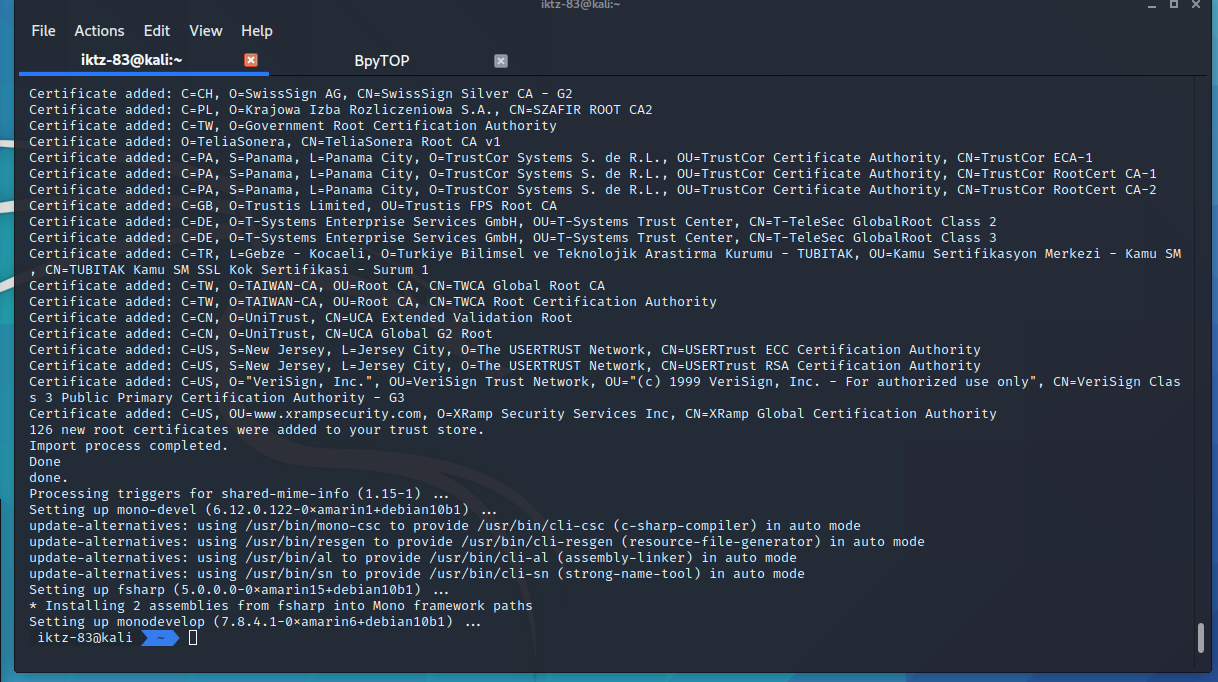 iktz-83@kali:~
File Actions Edit View Help
iktz-83@kali:~ BpyTOP
Certificate added: C=CH, O=SwissSign AG, CN=SwissSign Silver CA - G2
Certificate added: C=PL, O=Krajowa Izba Rozliczeniowa S.A., CN=SZAFIR ROOT CA2
Certificate added: C=TW, O=Government Root Certification Authority
Certificate added: O=TeliaSonera, CN=TeliaSonera Root CA v1
Certificate added: C=PA, S=Panama, L=Panama City, O=TrustCor Systems S. de R.L., OU=TrustCor Certificate Authority, CN=TrustCor ECA-1
Certificate added: C=PA, S=Panama, L=Panama City, O=TrustCor Systems S. de R.L., OU=TrustCor Certificate Authority, CN=TrustCor RootCert CA-1
Certificate added: C=PA, S=Panama, L=Panama City, O=TrustCor Systems S. de R.L., OU=TrustCor Certificate Authority, CN=TrustCor RootCert CA-2
Certificate added: C=GB, O=Trustis Limited, OU=Trustis FPS Root CA
Certificate added: C=DE, O=T-Systems Enterprise Services GmbH, OU=T-Systems Trust Center, CN=T-TeleSec GlobalRoot Class 2
Certificate added: C=DE, O=T-Systems Enterprise Services GmbH, OU=T-Systems Trust Center, CN=T-TeleSec GlobalRoot Class 3
Certificate added: C=TR, L=Gebze - Kocaeli, O=Turkiye Bilimsel ve Teknolojik Arastirma Kurumu - TUBITAK, OU=Kamu Sertifikasyon Merkezi - Kamu SM
, CN=TUBITAK Kamu SM SSL Kok Sertifikasi - Surum 1
Certificate added: C=TW, O=TAIWAN-CA, OU=Root CA, CN=TWCA Global Root CA
Certificate added: C=TW, O=TAIWAN-CA, OU=Root CA, CN=TWCA Root Certification Authority
Certificate added: C=CN, O=UniTrust, CN=UCA Extended Validation Root
Certificate added: C=CN, O=UniTrust, CN=UCA Global G2 Root
Certificate added: C=US, S=New Jersey, L=Jersey City, O=The USERTRUST Network, CN=USERTrust ECC Certification Authority
Certificate added: C=US, S=New Jersey, L=Jersey City, O=The USERTRUST Network, CN=USERTrust RSA Certification Authority
Certificate added: C=US, O="VeriSign, Inc.", OU=VeriSign Trust Network, OU="(c) 1999 VeriSign, Inc. - For authorized use only", CN=VeriSign Clas
s 3 Public Primary Certification Authority - G3
Certificate added: C=US, OU=www.xrampsecurity.com, O=XRamp Security Services Inc, CN=XRamp Global Certification Authority
126 new root certificates were added to your trust store.
Import process completed.
Done
done.
Processing triggers for shared-mime-info (1.15-1) ...
Setting up mono-devel (6.12.0.122-0×amarin1+debian10b1) ...
update-alternatives: using /usr/bin/mono-csc to provide /usr/bin/cli-csc (c-sharp-compiler) in auto mode
update-alternatives: using /usr/bin/resgen to provide /usr/bin/cli-resgen (resource-file-generator) in auto mode
update-alternatives: using /usr/bin/al to provide /usr/bin/cli-al (assembly-linker) in auto mode
update-alternatives: using /usr/bin/sn to provide /usr/bin/cli-sn (strong-name-tool) in auto mode
Setting up fsharp (5.0.0.0-0×amarin15+debian10b1) ...
* Installing 2 assemblies from fsharp into Mono framework paths
Setting up monodevelop (7.8.4.1-0×amarin6+debian10b1) ...
iktz-83@kali ~